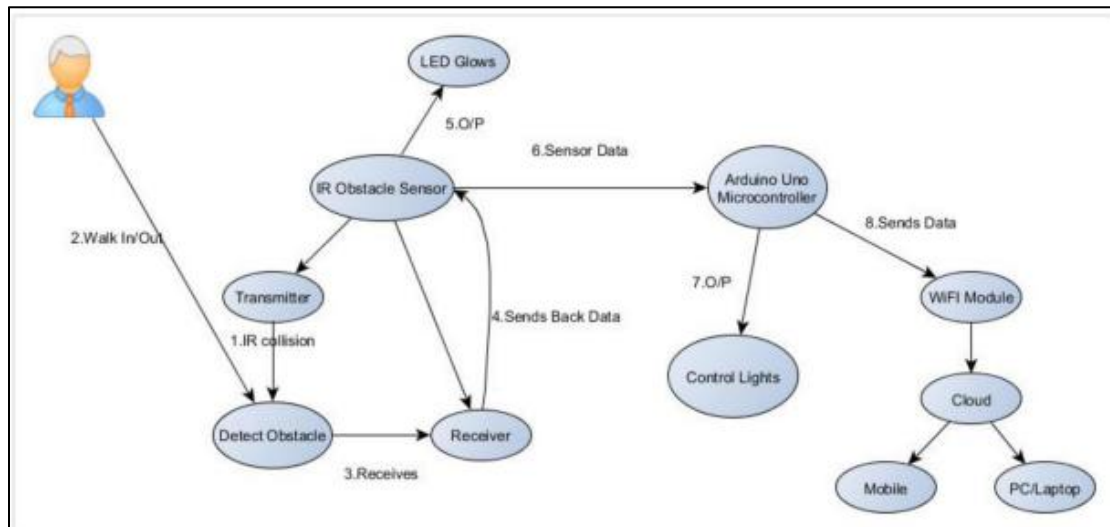 LED Glows
5.O/P
6.Sensor Data
IR Obstacle Sensor
Arduino Uno
Microcontroller
2.Walk In/Out
8.Sends Data
Transmitter
7.O/P
WiFI Module
4.Sends Back Data
1.IR collision
Control Lights
Cloud
Detect Obstacle
Receiver
3.Receives
Mobile
PC/Laptop